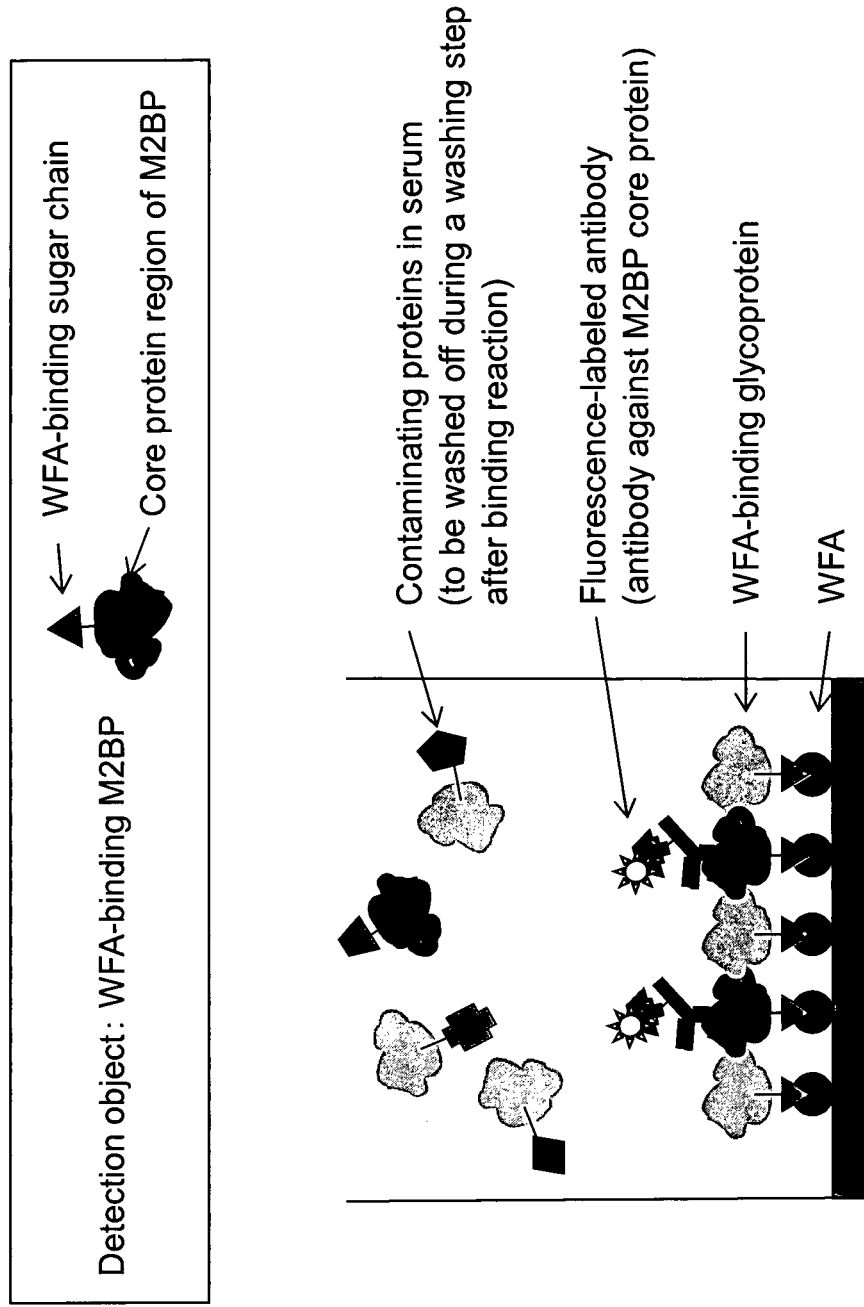 Detection object: WFA-binding M2BP
WFA-binding sugar chain
Core protein region of M2BP
Contaminating proteins in serum
(to be washed off during a washing step
after binding reaction)
Fluorescence-labeled antibody
(antibody against M2BP core protein)
WFA-binding glycoprotein
WFA